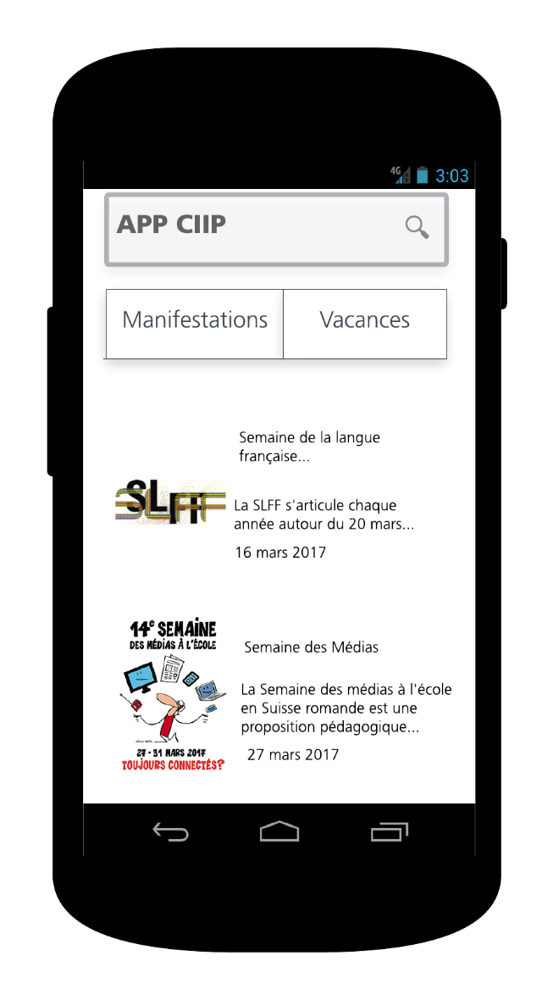 4G 3:03
APP CIIP
Manifestations Vacances
Semaine de la langue
française...
SLFF
La SLFF s'articule chaque
année autour du 20 mars...
16 mars 2017
14e SEMAINE
DES MÉDIAS À L'ÉCOLE
Semaine des Médias
La Semaine des médias à l'école
en Suisse romande est une
proposition pédagogique...
27 - 31 MARS 2017
TOUJOURS CONNECTÉS?
27 mars 2017